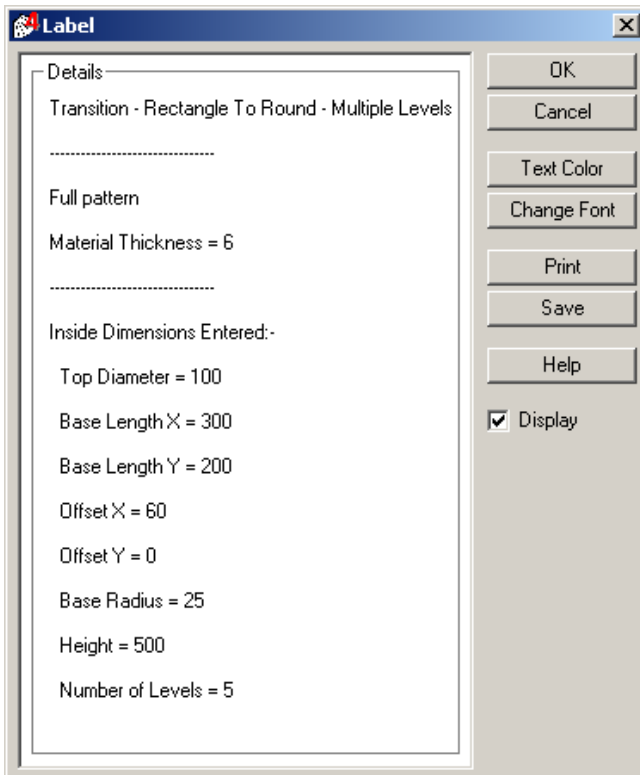 Label
Details
Transition - Rectangle To Round - Multiple Levels
--------------------------------
Full pattern
Material Thickness = 6
--------------------------------
Inside Dimensions Entered:-
Top Diameter = 100
Base Length X = 300
Base Length Y = 200
Offset X = 60
Offset Y = 0
Base Radius = 25
Height = 500
Number of Levels = 5
OK
Cancel
Text Color
Change Font
Print
Save
Help
Display